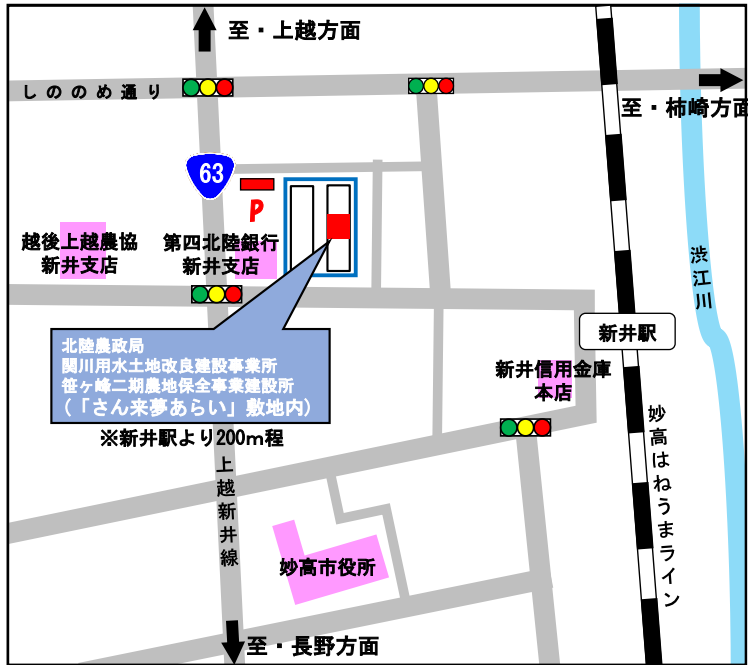 至・上越方面
しののめ通り
至・柿崎方面
63
P
越後上越農協
新井支店
第四北陸銀行
新井支店
渋江川
新井駅
北陸農政局
関川用水土地改良建設事業所
笹ヶ峰二期農地保全事業建設所
（「さん来夢あらい」敷地内）
新井信用金庫
本店
※新井駅より200m程
妙高はねうまライン
上越新井線
妙高市役所
至・長野方面